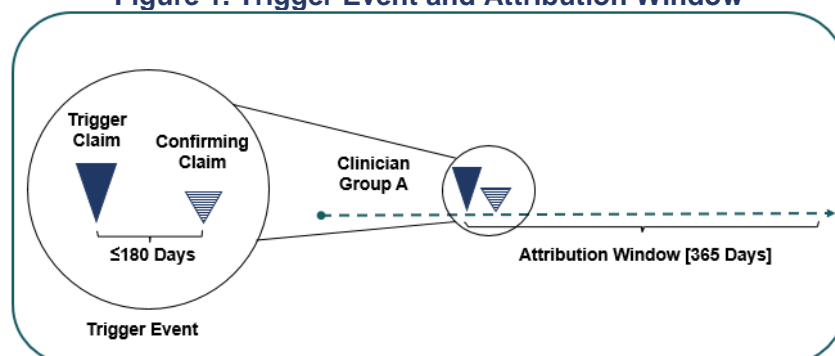 Figure 1. Trigger Event and Attribution Window
Trigger
Claim
Confirming
Claim
≤180 Days
Trigger Event
Clinician
Group A
Attribution Window [365 Days]